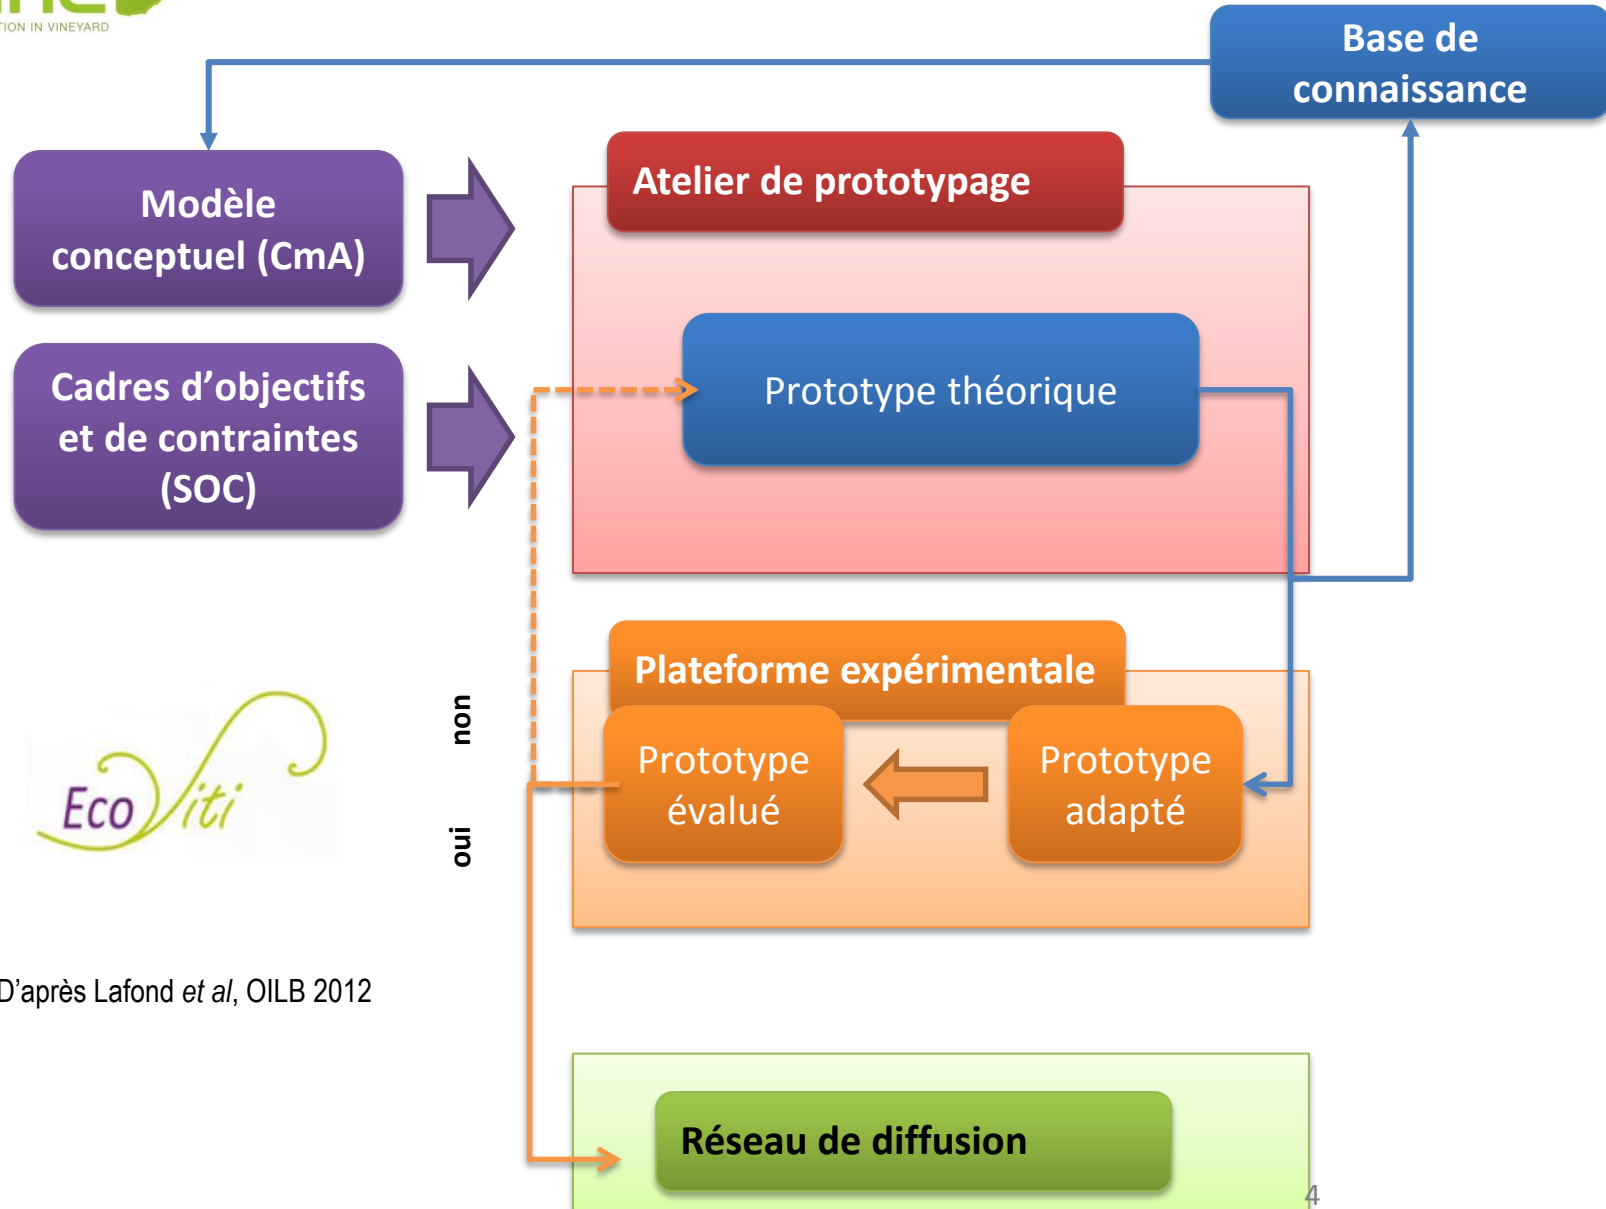 TION IN VINEYARD
Base de
connaissance
Modèle
conceptuel (CmA)
Atelier de prototypage
Cadres d’objectifs
et de contraintes
(SOC)
Prototype théorique
Plateforme expérimentale
non
oui
Prototype
évalué
Prototype
adapté
EcoViti
D’après Lafond et al, OILB 2012
Réseau de diffusion
4